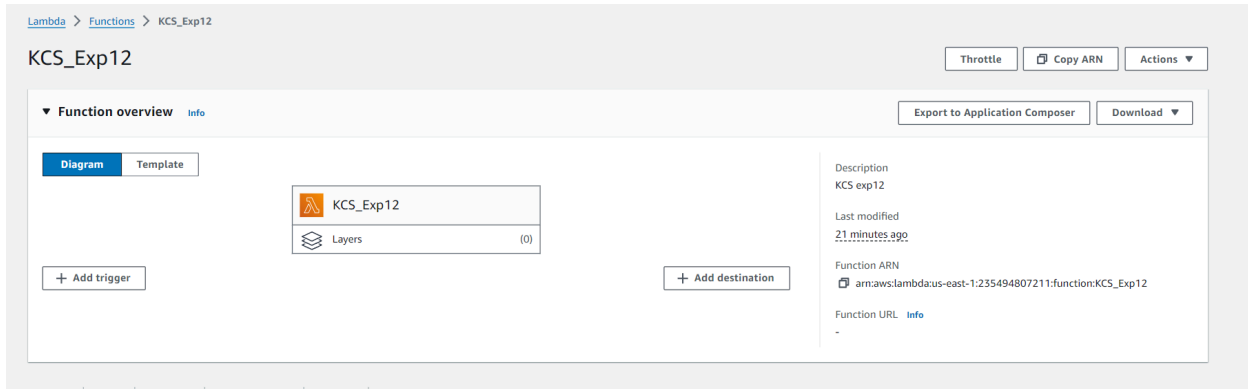 Lambda > Functions > KCS_Exp12
KCS_Exp12
Throttle
Copy ARN
Actions
Function overview Info
Export to Application Composer
Download
Diagram
Template
KCS_Exp12
Layers (0)
+ Add trigger
+ Add destination
Description
KCS exp12
Last modified
21 minutes ago
Function ARN
arn:aws:lambda:us-east-1:235494807211:function:KCS_Exp12
Function URL Info
-